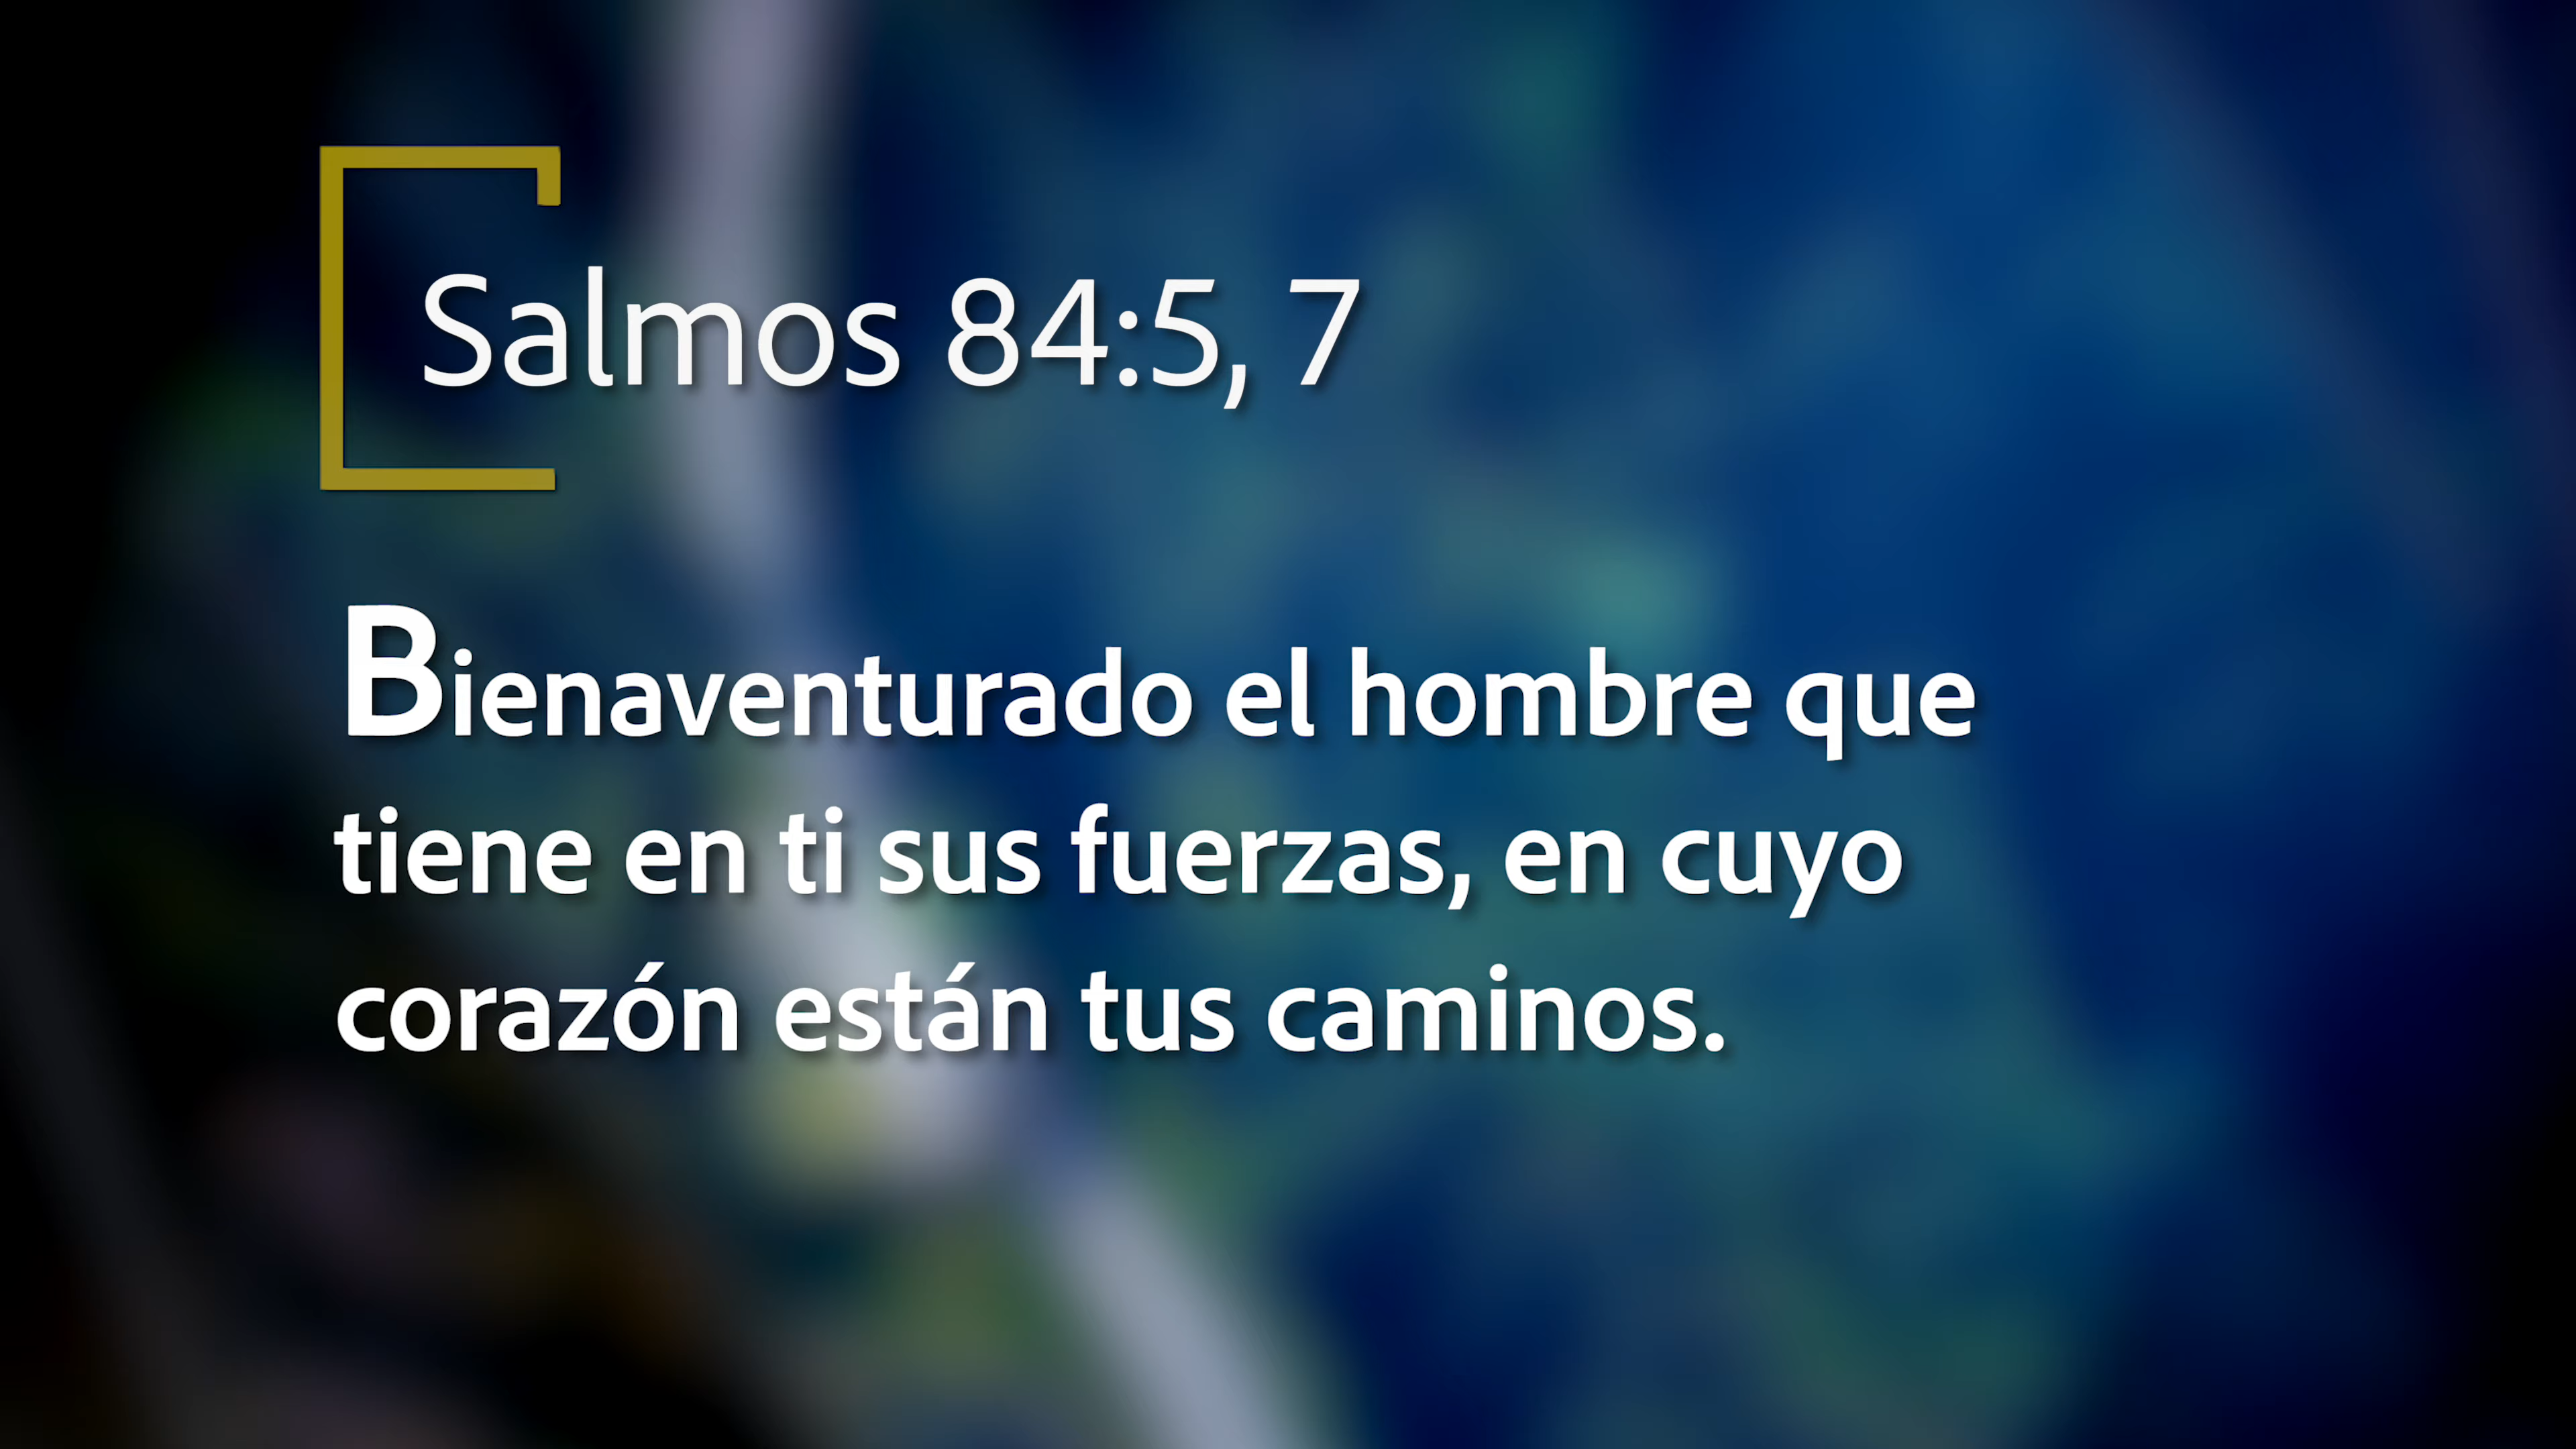 Salmos 84:5, 7
Bienaventurado el hombre que
tiene en ti sus fuerzas, en cuyo
corazón están tus caminos.